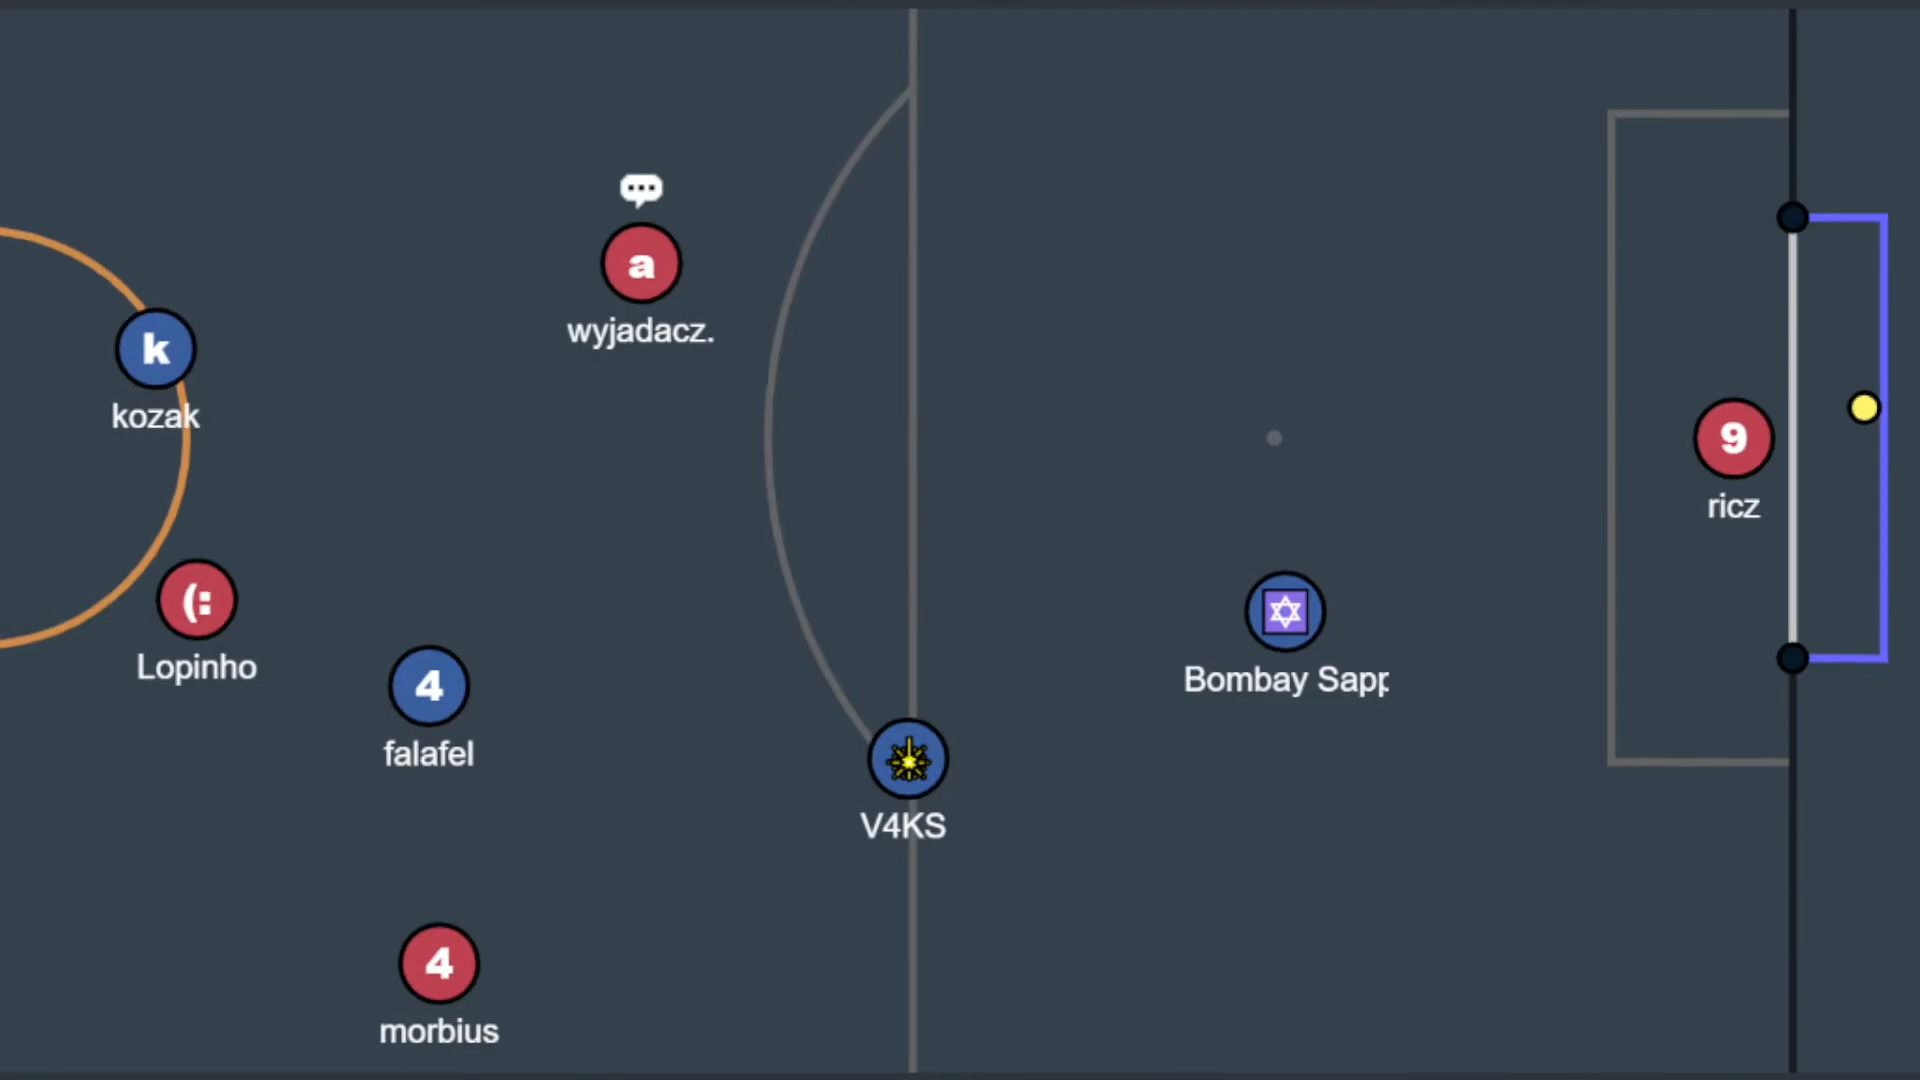 a
wyjadacz.
k
kozak
9
ricz
(:
Lopinho
Bombay Sapp
4
falafel
V4KS
4
morbius